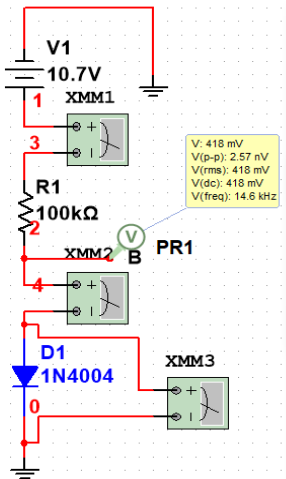 V1
10.7V
1
XMM1
+
-
3
R1
100kΩ
2
V: 418 mV
V(p-p): 2.57 nV
V(rms): 418 mV
V(dc): 418 mV
V(freq): 14.6 kHz
V
B
PR1
XMM2
+
-
4
D1
1N4004
XMM3
+
-
0